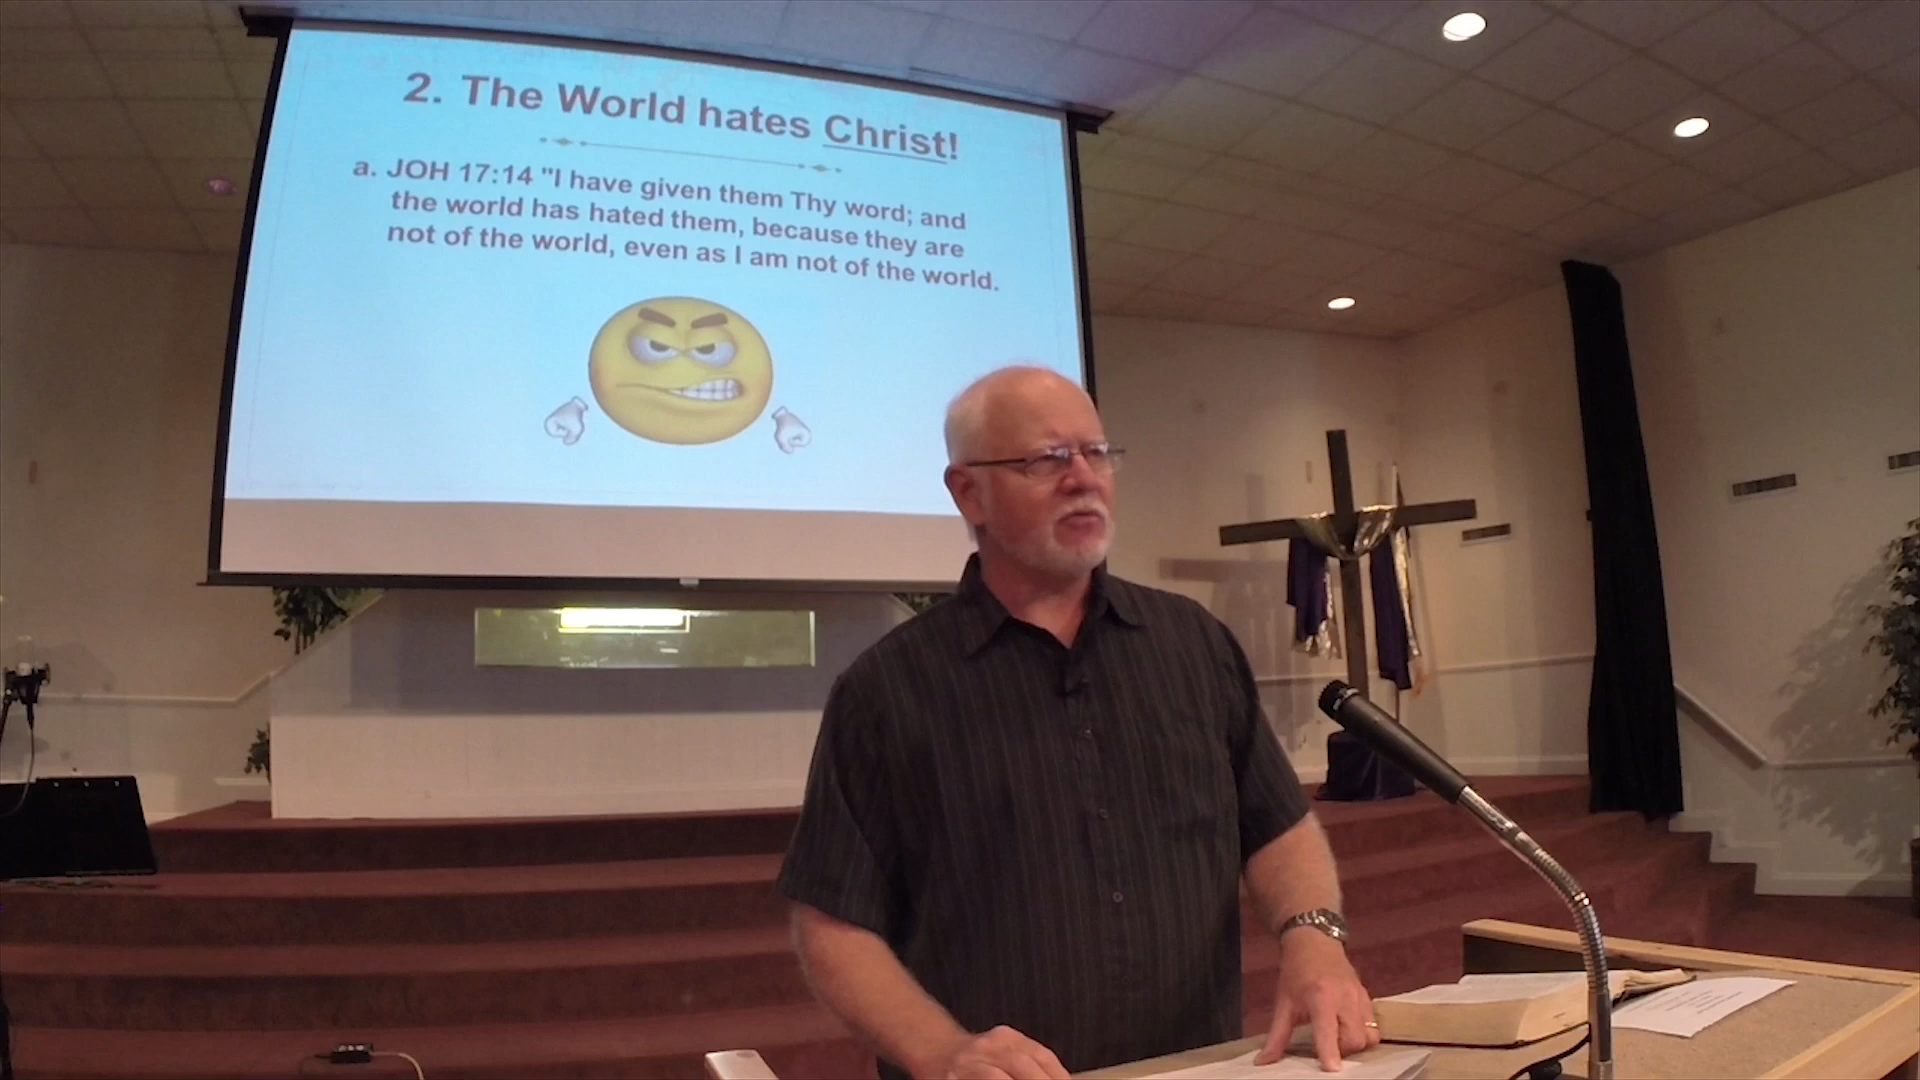 2. The World hates Christ!
a. JOH 17:14 "I have given them Thy word; and
the world has hated them, because they are
not of the world, even as I am not of the world.